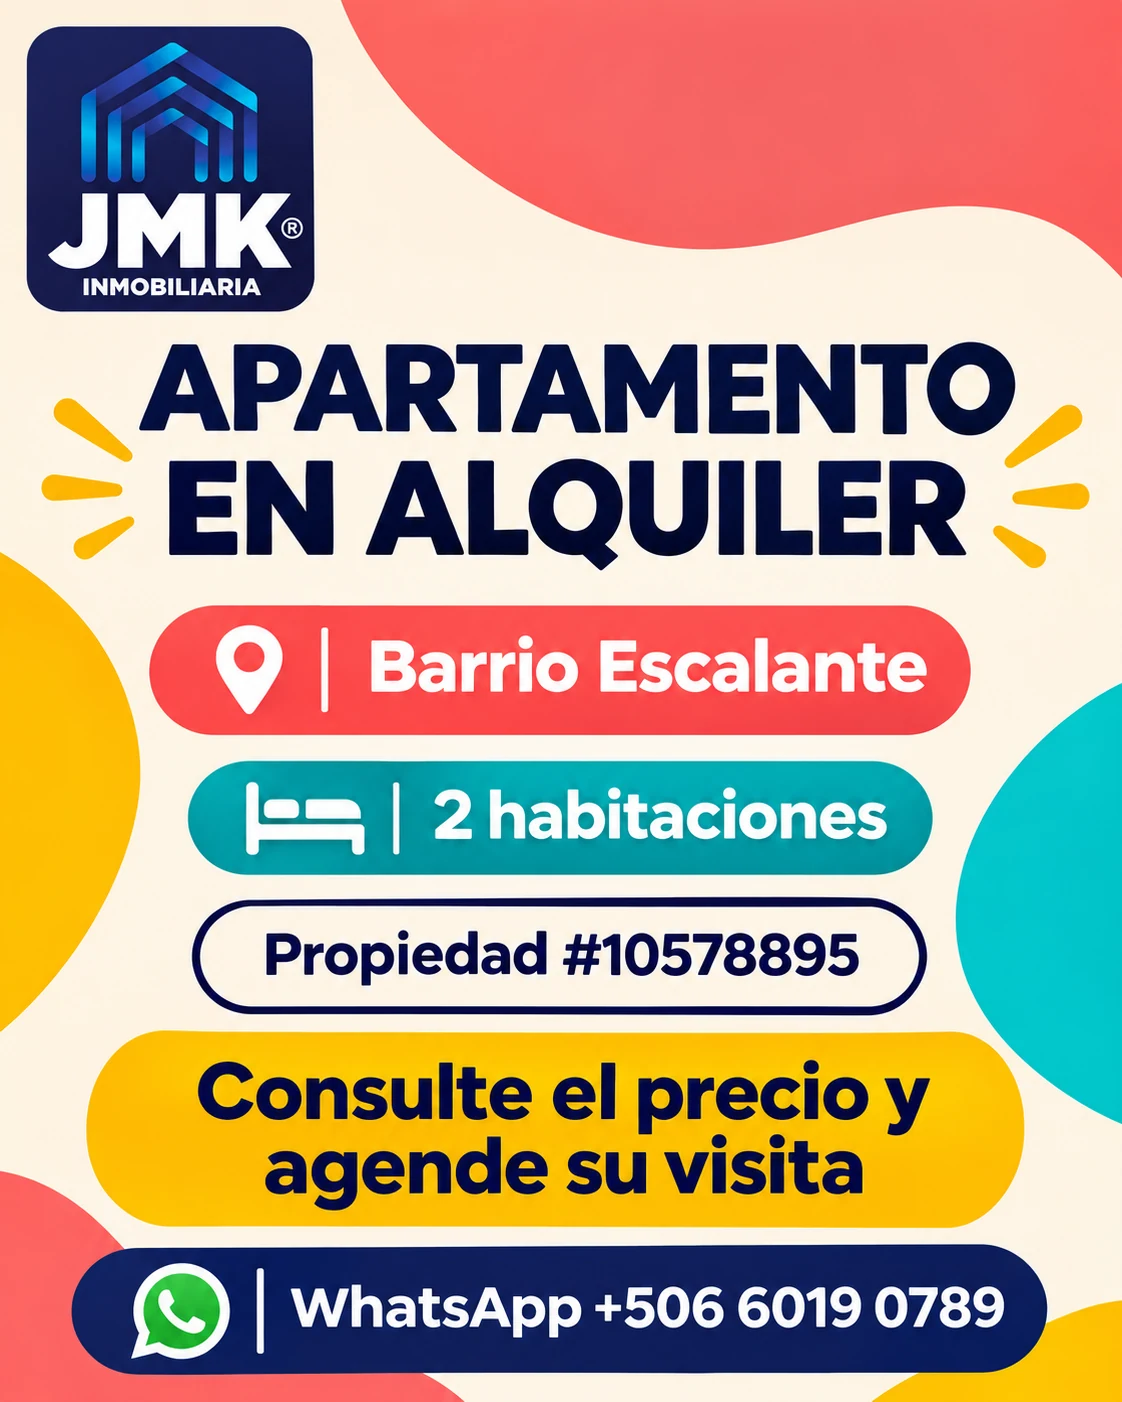 JMK®
INMOBILIARIA
APARTAMENTO
EN ALQUILER
Barrio Escalante
2 habitaciones
Propiedad #10578895
Consulte el precio y
agende su visita
WhatsApp +506 6019 0789